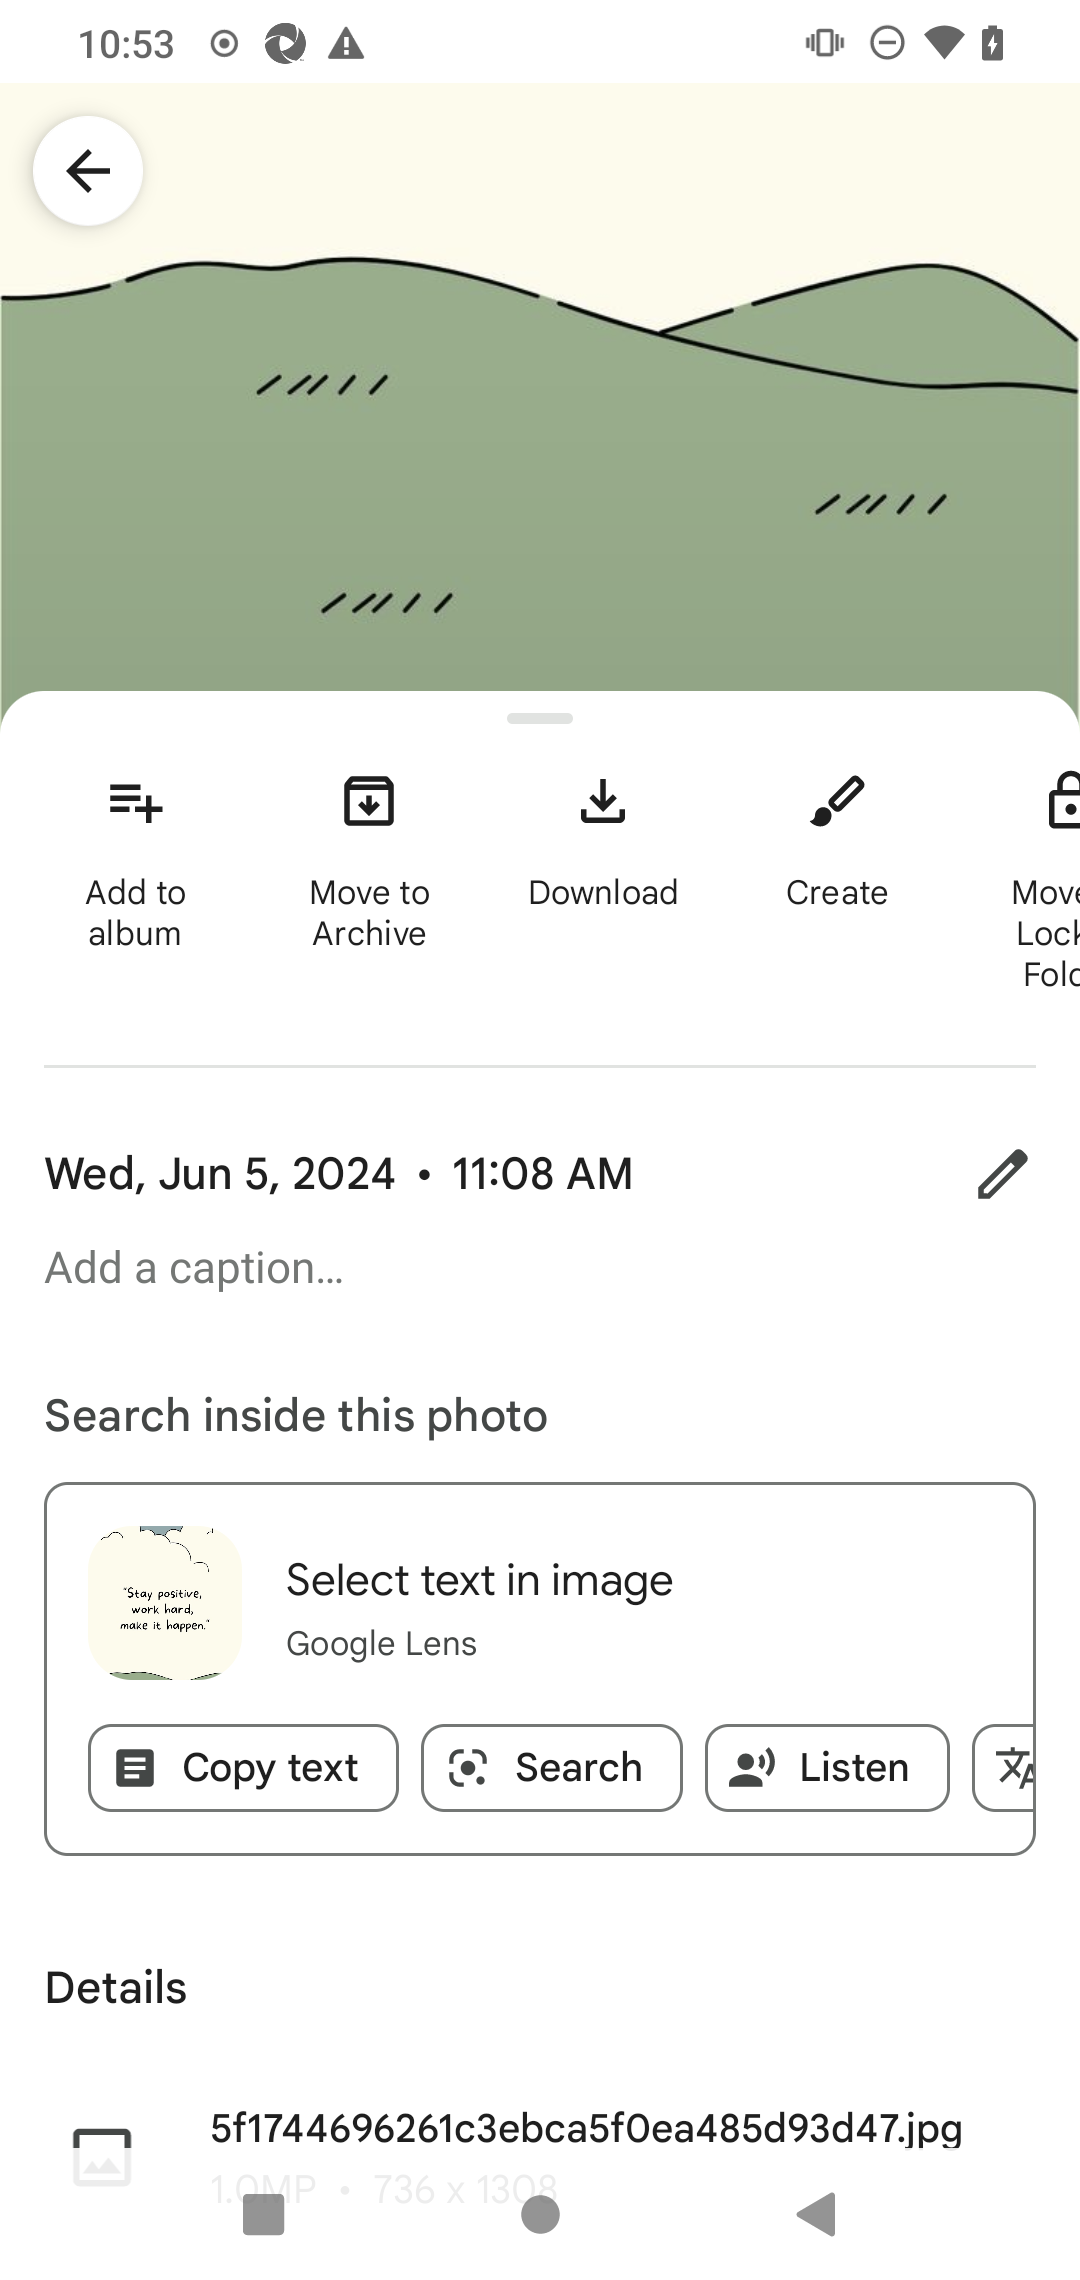 10:53
Add to
album
Move to
Archive
Download
Create
Move
Lock
Fold
Wed, Jun 5, 2024 • 11:08 AM
Add a caption...
Search inside this photo
"Stay positive,
work hard,
make it happen."
Select text in image
Google Lens
Copy text
Search
Listen
Details
5f1744696261c3ebca5f0ea485d93d47.jpg
1.0MP • 736 x 1308